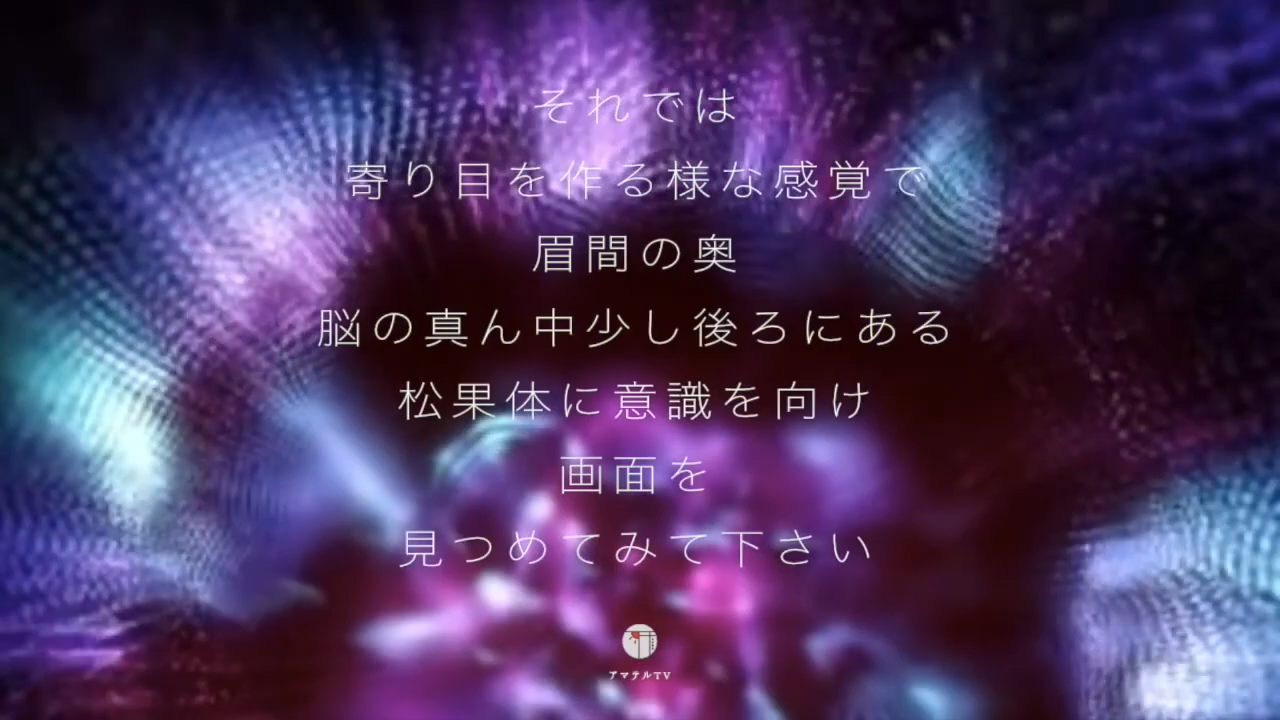 それでは
寄り目を作る様な感覚で
眉間の奥
脳の真ん中少し後ろにある
松果体に意識を向け
画面を
見つめてみて下さい
アマテルTV